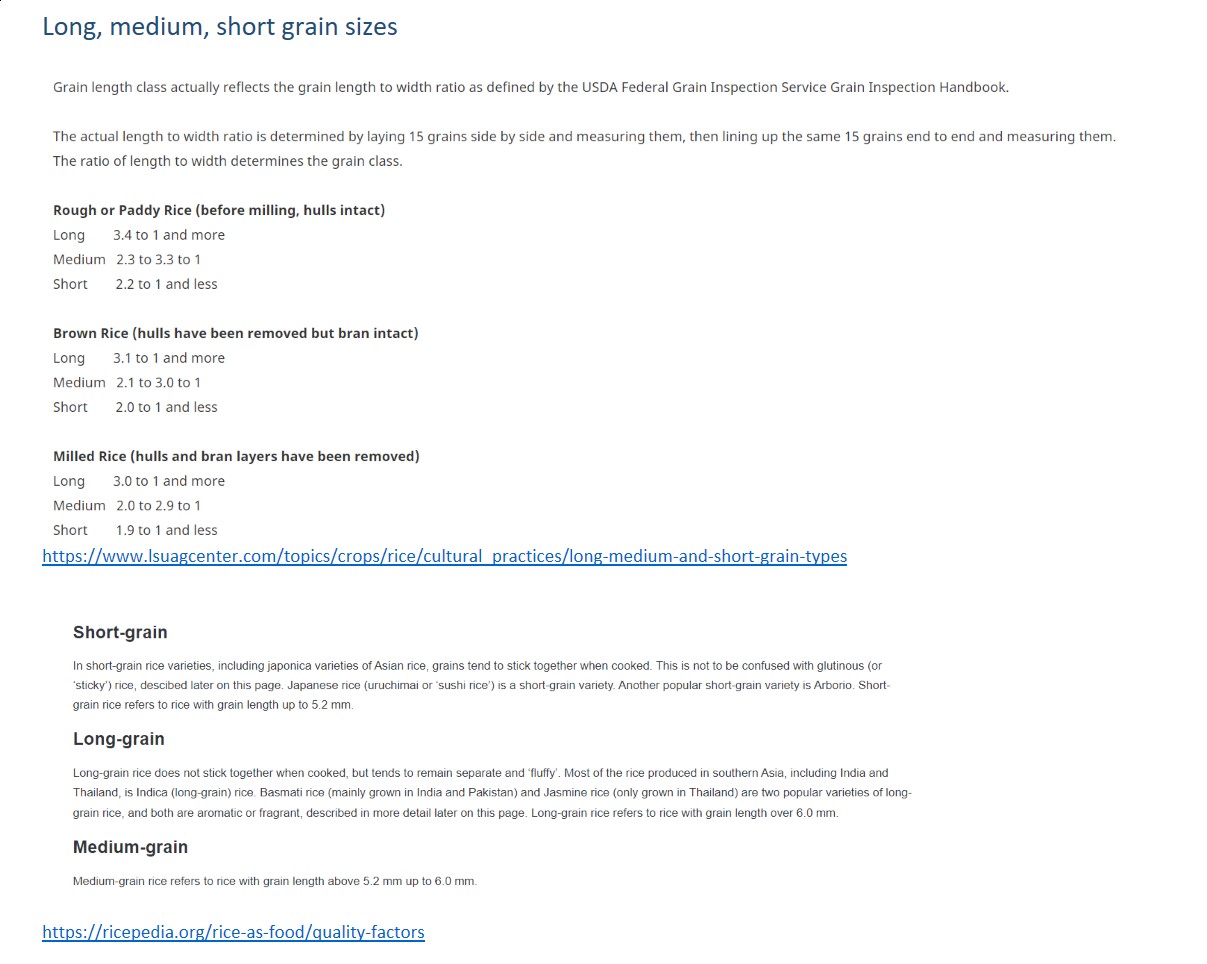 Long, medium, short grain sizes
Grain length class actually reflects the grain length to width ratio as defined by the USDA Federal Grain Inspection Service Grain Inspection Handbook.
The actual length to width ratio is determined by laying 15 grains side by side and measuring them, then lining up the same 15 grains end to end and measuring them.
The ratio of length to width determines the grain class.
Rough or Paddy Rice (before milling, hulls intact)
Long 3.4 to 1 and more
Medium 2.3 to 3.3 to 1
Short 2.2 to 1 and less
Brown Rice (hulls have been removed but bran intact)
Long 3.1 to 1 and more
Medium 2.1 to 3.0 to 1
Short 2.0 to 1 and less
Milled Rice (hulls and bran layers have been removed)
Long 3.0 to 1 and more
Medium 2.0 to 2.9 to 1
Short 1.9 to 1 and less
https://www.lsuagcenter.com/topics/crops/rice/cultural_practices/long-medium-and-short-grain-types
Short-grain
In short-grain rice varieties, including japonica varieties of Asian rice, grains tend to stick together when cooked. This is not to be confused with glutinous (or
'sticky') rice, descibed later on this page. Japanese rice (uruchimai or 'sushi rice') is a short-grain variety. Another popular short-grain variety is Arborio. Short-
grain rice refers to rice with grain length up to 5.2 mm.
Long-grain
Long-grain rice does not stick together when cooked, but tends to remain separate and 'fluffy'. Most of the rice produced in southern Asia, including India and
Thailand, is Indica (long-grain) rice. Basmati rice (mainly grown in India and Pakistan) and Jasmine rice (only grown in Thailand) are two popular varieties of long-
grain rice, and both are aromatic or fragrant, described in more detail later on this page. Long-grain rice refers to rice with grain length over 6.0 mm.
Medium-grain
Medium-grain rice refers to rice with grain length above 5.2 mm up to 6.0 mm.
https://ricepedia.org/rice-as-food/quality-factors